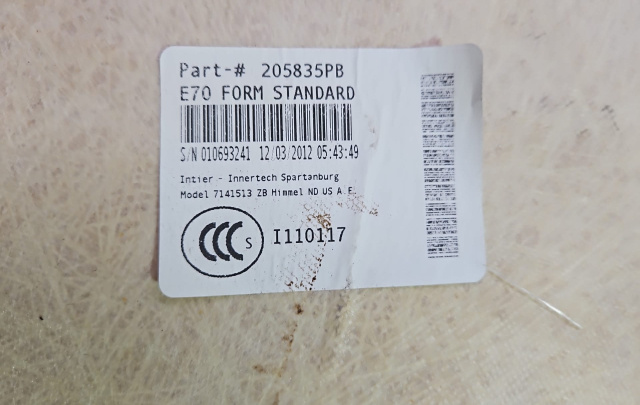 Part-# 205835PB
E70 FORM STANDARD
S/N 010693241 12/03/2012 05:43:49
Intier - Innertech Spartanburg
Model 7141513 ZB Himmel ND US A.F.
CCC S I110117